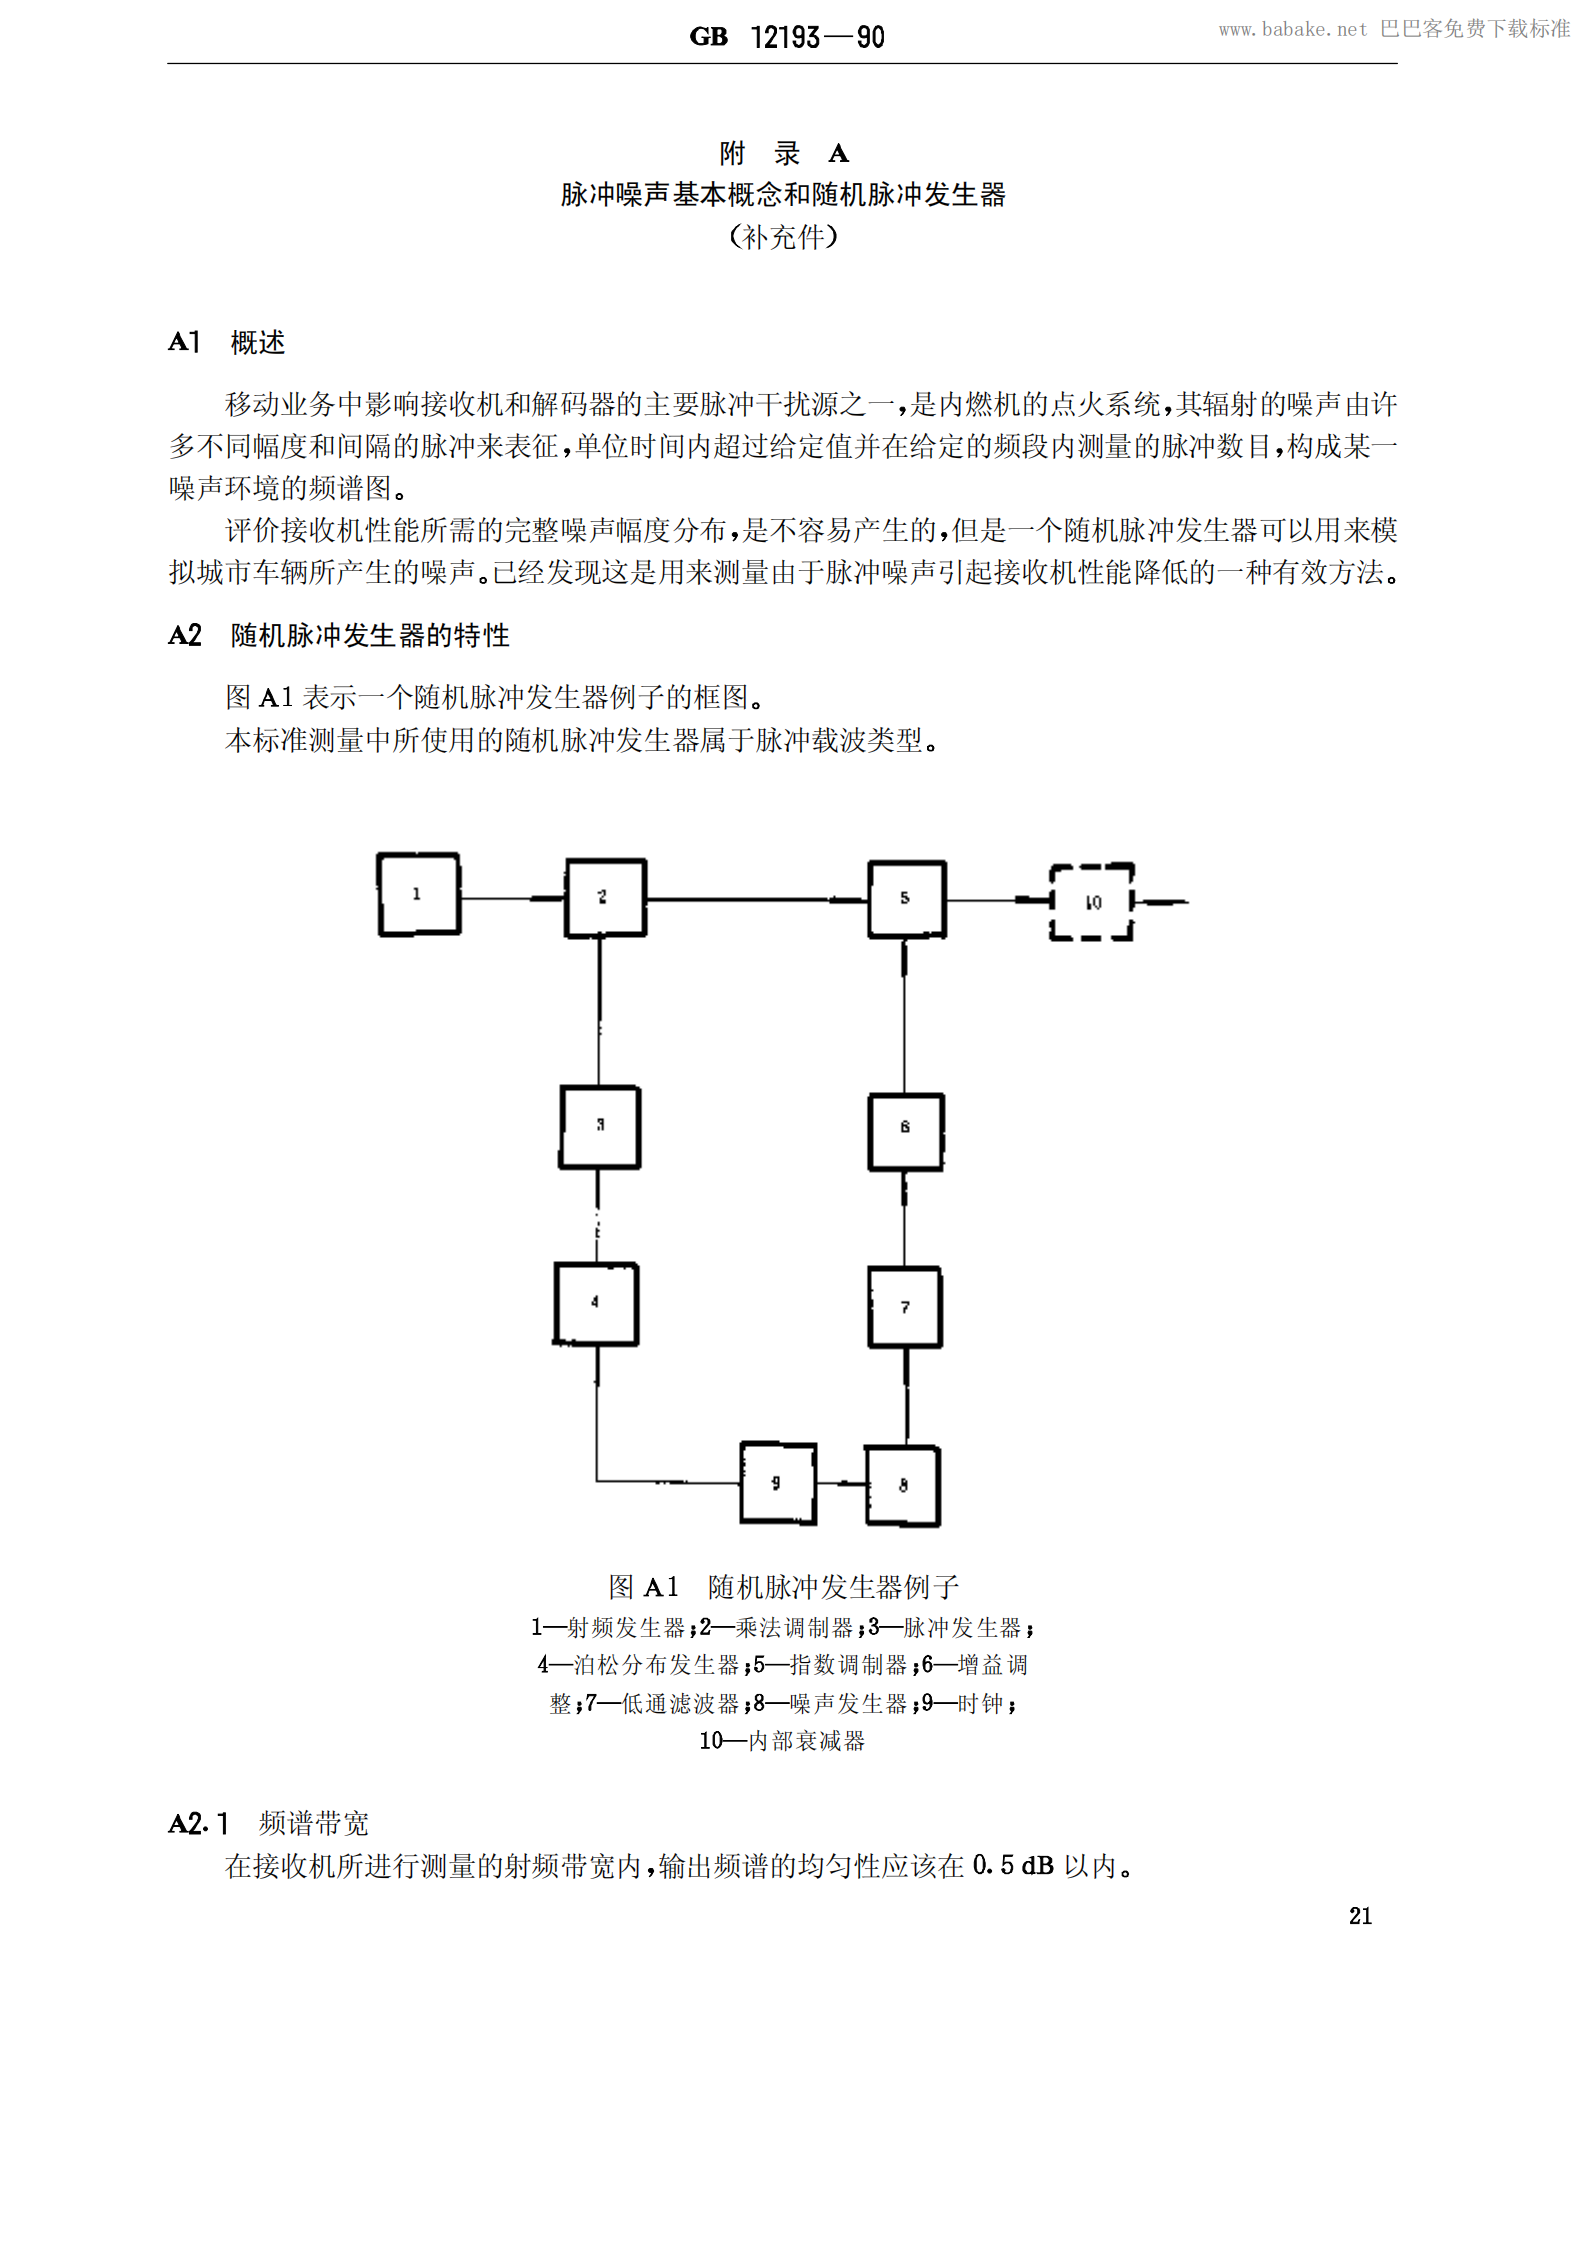 GB 12193—90
www.babake.net 巴巴客免费下载标准
附 录 A
脉冲噪声基本概念和随机脉冲发生器
（补充件）
A1 概述
移动业务中影响接收机和解码器的主要脉冲干扰源之一，是内燃机的点火系统，其辐射的噪声由许
多不同幅度和间隔的脉冲来表征，单位时间内超过给定值并在给定的频段内测量的脉冲数目，构成某一
噪声环境的频谱图。
评价接收机性能所需的完整噪声幅度分布，是不容易产生的，但是一个随机脉冲发生器可以用来模
拟城市车辆所产生的噪声。已经发现这是用来测量由于脉冲噪声引起接收机性能降低的一种有效方法。
A2 随机脉冲发生器的特性
图 A1 表示一个随机脉冲发生器例子的框图。
本标准测量中所使用的随机脉冲发生器属于脉冲载波类型。
1
2
5
10
3
6
4
7
9
8
图 A1 随机脉冲发生器例子
1—射频发生器；2—乘法调制器；3—脉冲发生器；
4—泊松分布发生器；5—指数调制器；6—增益调
整；7—低通滤波器；8—噪声发生器；9—时钟；
10—内部衰减器
A2.1 频谱带宽
在接收机所进行测量的射频带宽内，输出频谱的均匀性应该在 0.5 dB 以内。
21